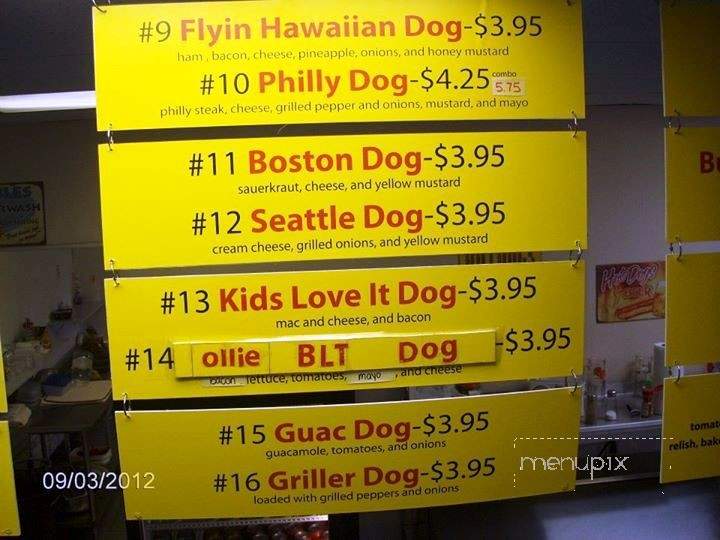 #9 Flyin Hawaiian Dog-$3.95
ham, bacon, cheese, pineapple, onions, and honey mustard
#10 Philly Dog-$4.25 combo 5.75
philly steak, cheese, grilled pepper and onions, mustard, and mayo
#11 Boston Dog-$3.95
sauerkraut, cheese, and yellow mustard
#12 Seattle Dog-$3.95
cream cheese, grilled onions, and yellow mustard
#13 Kids Love It Dog-$3.95
mac and cheese, and bacon
#14 ollie BLT Dog-$3.95
bacon lettuce, tomatoes, mayo, and cheese
#15 Guac Dog-$3.95
guacamole, tomatoes, and onions
#16 Griller Dog-$3.95
loaded with grilled peppers and onions
Hot Dogs
relish,
09/03/2012
menupix